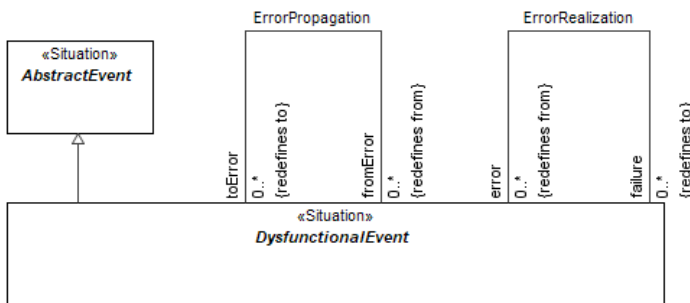 ErrorPropagation
ErrorRealization
«Situation»
AbstractEvent
toError
0..*
{redefines to}
fromError
0..*
{redefines from}
error
0..*
{redefines from}
failure
0..*
{redefines to}
«Situation»
DysfunctionalEvent